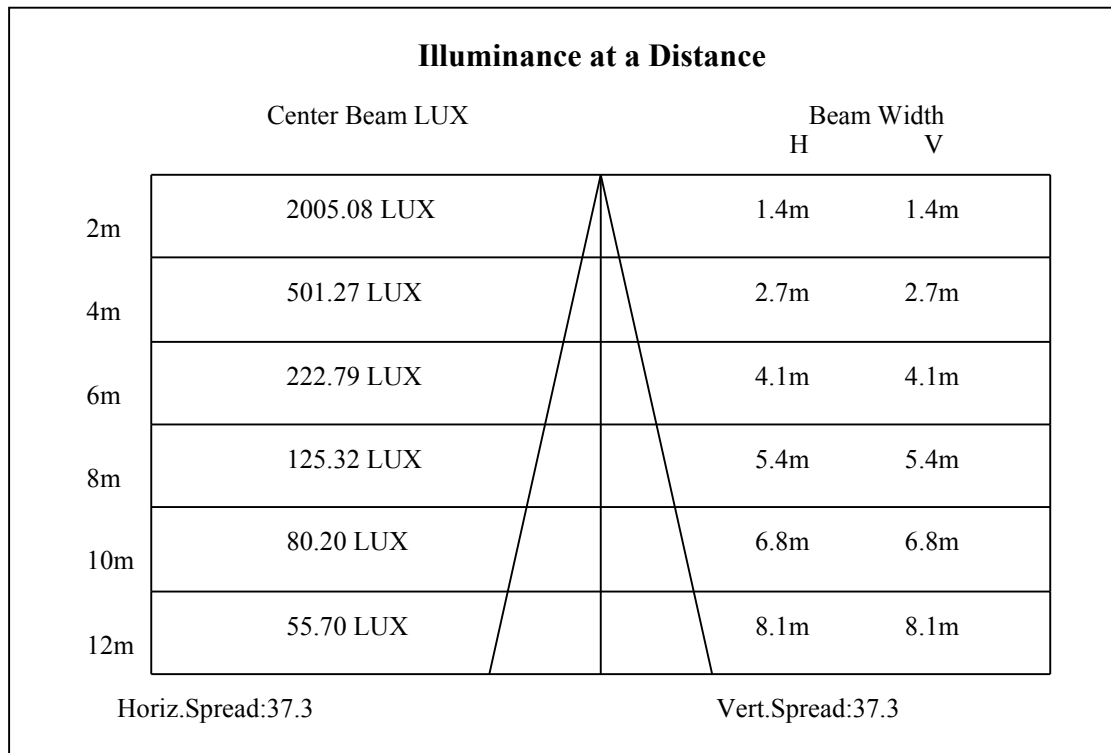 Illuminance at a Distance
Center Beam LUX Beam Width
H V
2m 2005.08 LUX 1.4m 1.4m
4m 501.27 LUX 2.7m 2.7m
6m 222.79 LUX 4.1m 4.1m
8m 125.32 LUX 5.4m 5.4m
10m 80.20 LUX 6.8m 6.8m
12m 55.70 LUX 8.1m 8.1m
Horiz.Spread:37.3 Vert.Spread:37.3